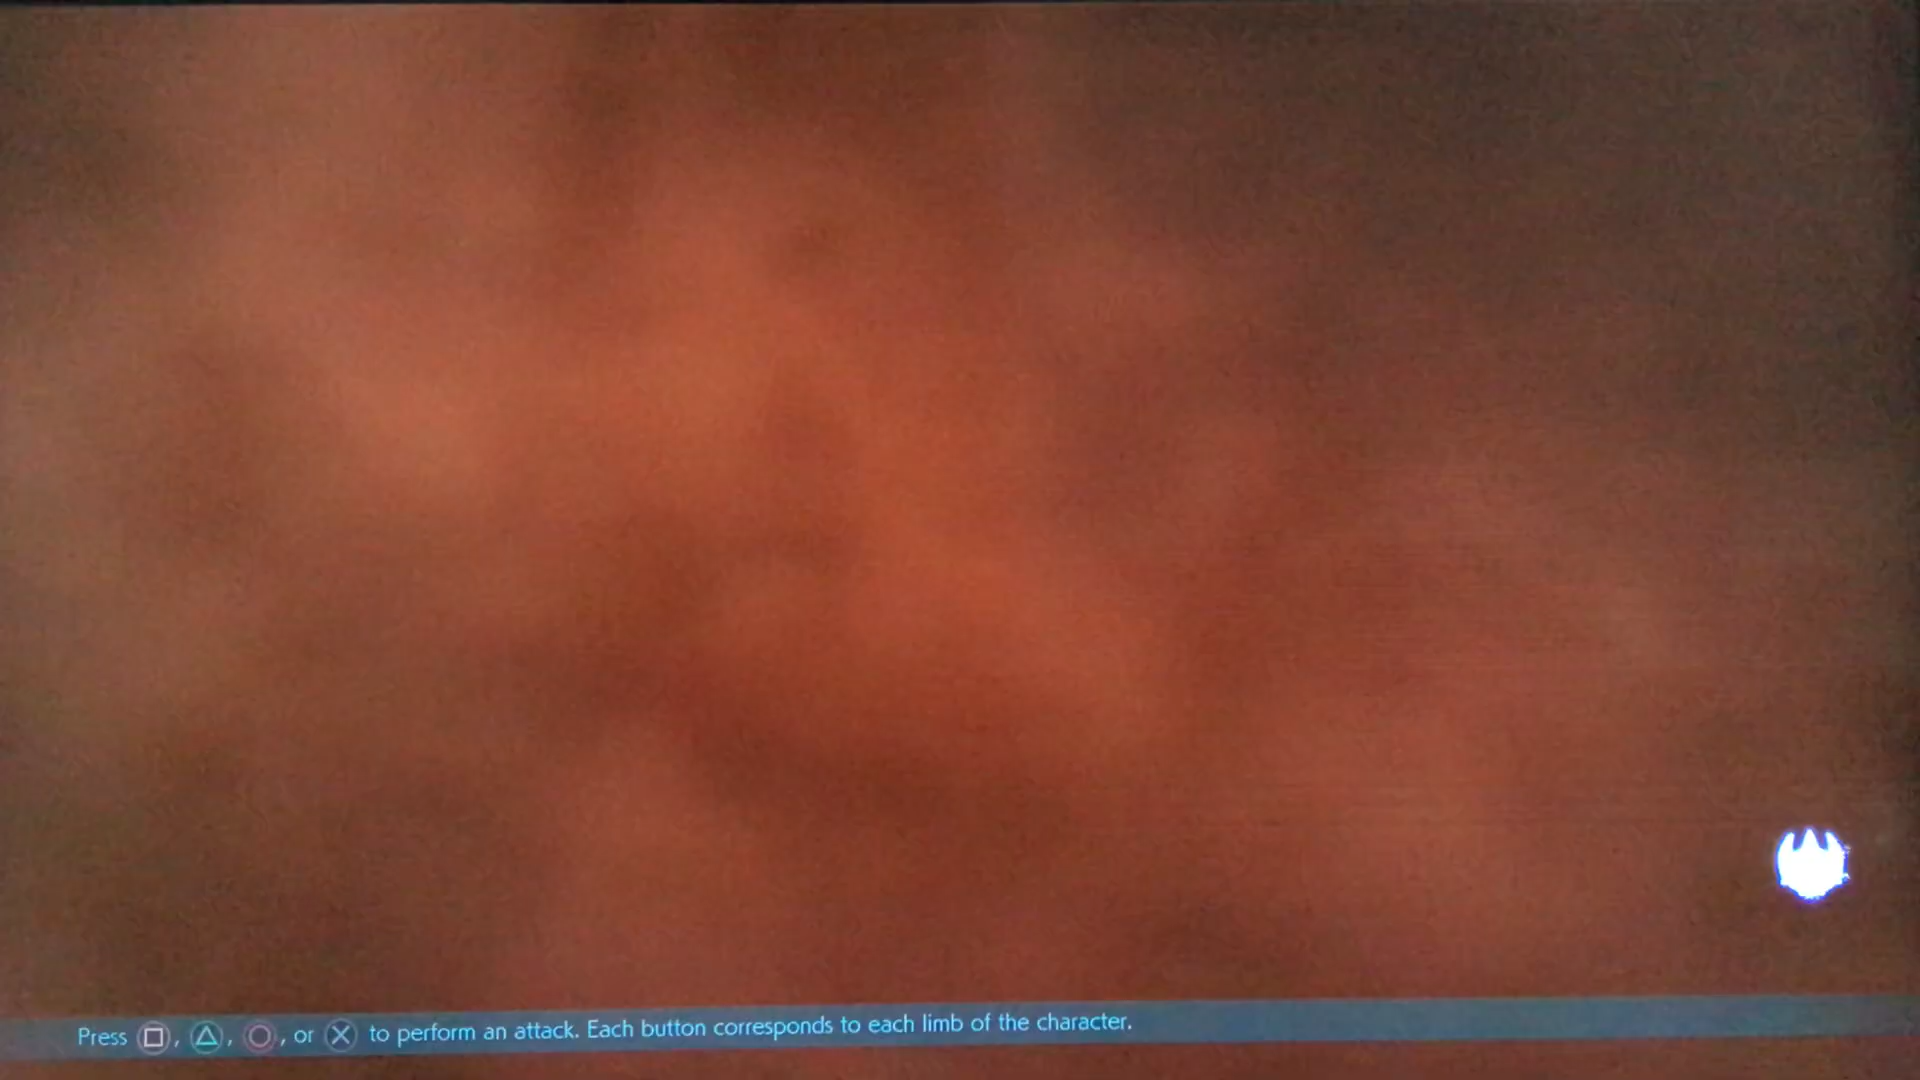 Press □, △, ○, or ✕ to perform an attack. Each button corresponds to each limb of the character.